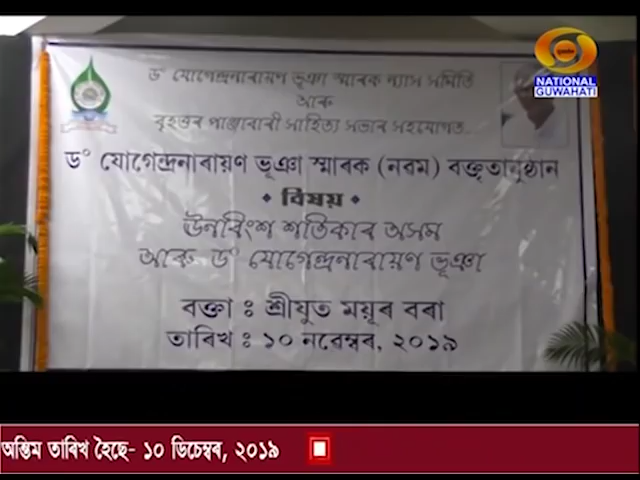 ড° যোগেন্দ্ৰনাৰায়ণ ভূঞা স্মাৰক ন্যাস সমিতি
আৰু
বৃহত্তৰ পাঞ্জাবাৰী সাহিত্য সভাৰ সহযোগত...
ড° যোগেন্দ্ৰনাৰায়ণ ভূঞা স্মাৰক (নৱম) বক্তৃতানুষ্ঠান
• বিষয় •
ঊনবিংশ শতিকাৰ অসম
আৰু ড° যোগেন্দ্ৰনাৰায়ণ ভূঞা
বক্তা : শ্ৰীযুত ময়ূৰ বৰা
তাৰিখ : ১০ নৱেম্বৰ, ২০১৯
NATIONAL
GUWAHATI
অন্তিম তাৰিখ হৈছে- ১০ ডিচেম্বৰ, ২০১৯